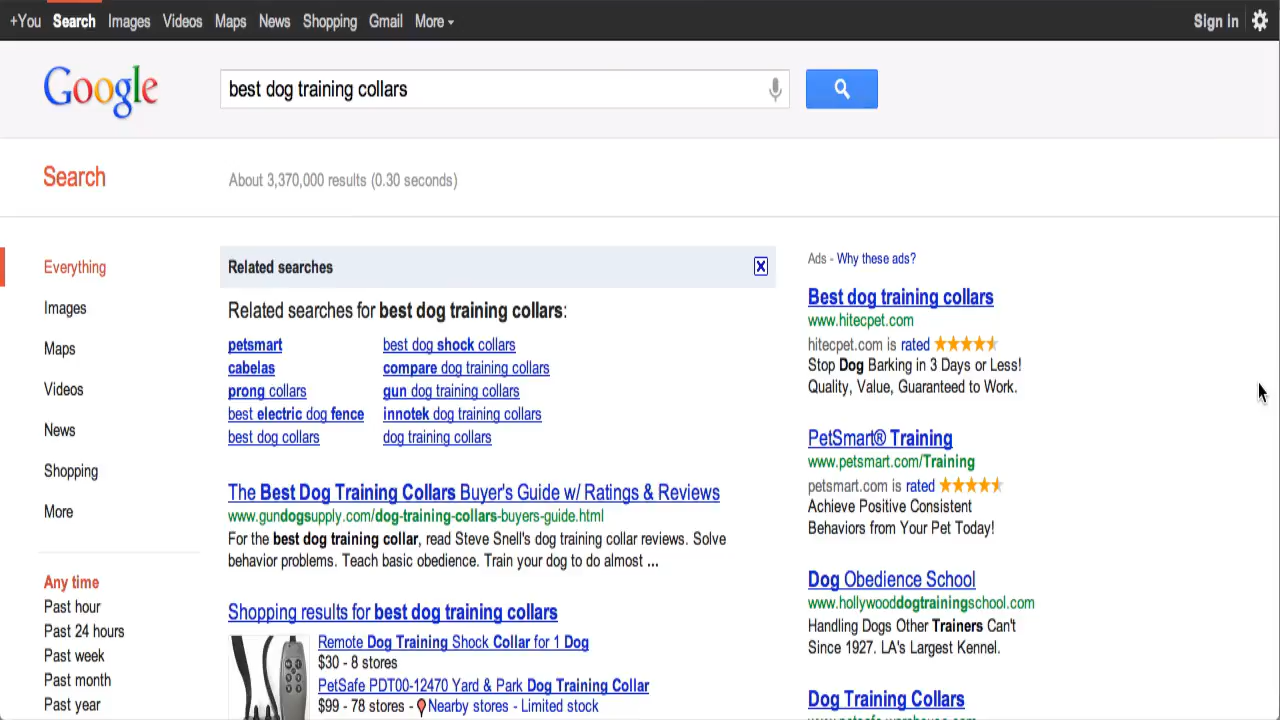 +You Search Images Videos Maps News Shopping Gmail More Sign in
Google
best dog training collars
Search
About 3,370,000 results (0.30 seconds)
Everything
Images
Maps
Videos
News
Shopping
More
Any time
Past hour
Past 24 hours
Past week
Past month
Past year
Related searches
Related searches for best dog training collars:
petsmart
cabelas
prong collars
best electric dog fence
best dog collars
best dog shock collars
compare dog training collars
gun dog training collars
innotek dog training collars
dog training collars
The Best Dog Training Collars Buyer's Guide w/ Ratings & Reviews
www.gundogsupply.com/dog-training-collars-buyers-guide.html
For the best dog training collar, read Steve Snell's dog training collar reviews. Solve
behavior problems. Teach basic obedience. Train your dog to do almost ...
Shopping results for best dog training collars
Remote Dog Training Shock Collar for 1 Dog
$30 - 8 stores
PetSafe PDT00-12470 Yard & Park Dog Training Collar
$99 - 78 stores - Nearby stores - Limited stock
Ads - Why these ads?
Best dog training collars
www.hitecpet.com
hitecpet.com is rated
Stop Dog Barking in 3 Days or Less!
Quality, Value, Guaranteed to Work.
PetSmart® Training
www.petsmart.com/Training
petsmart.com is rated
Achieve Positive Consistent
Behaviors from Your Pet Today!
Dog Obedience School
www.hollywooddogtrainingschool.com
Handling Dogs Other Trainers Can't
Since 1927. LA's Largest Kennel.
Dog Training Collars